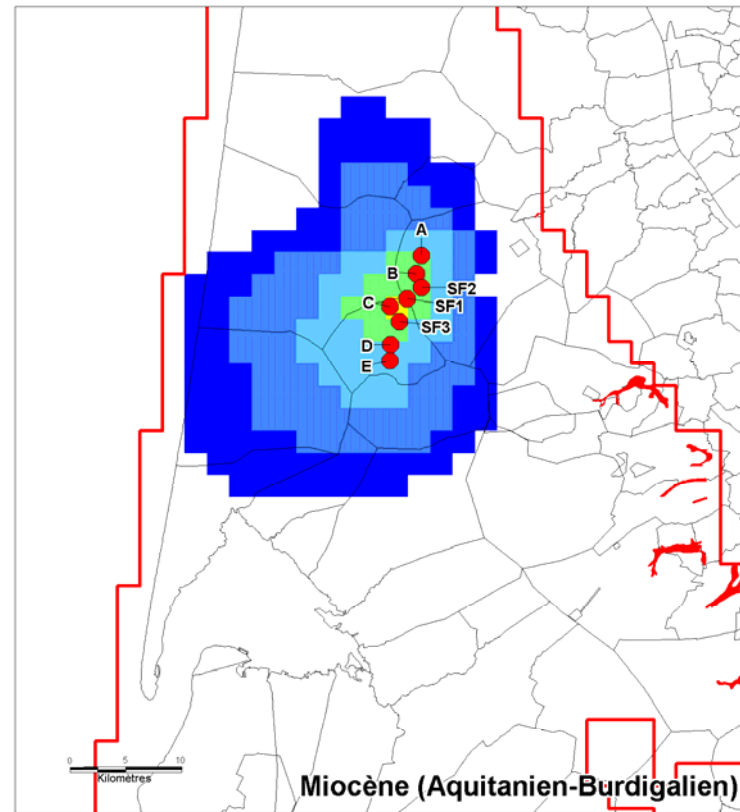 A
B
SF2
C
SF1
SF3
D
E
0 5 10
Kilomètres
Miocène (Aquitanien-Burdigalien)